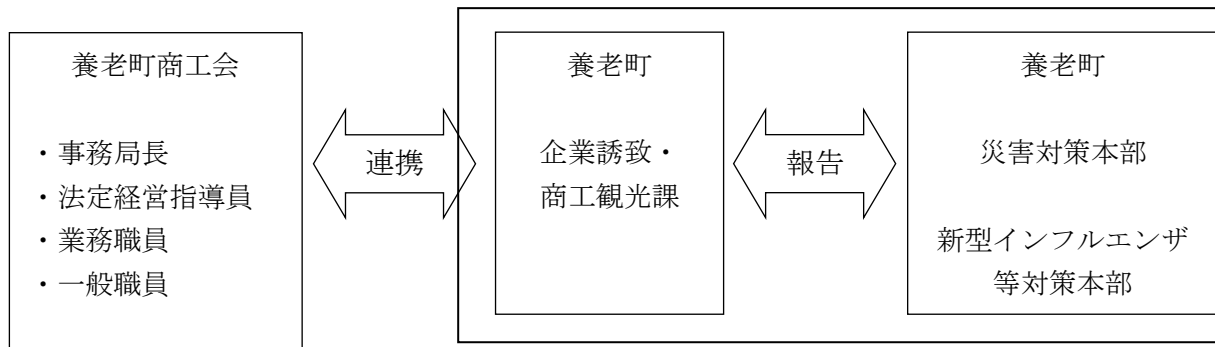 養老町商工会
・事務局長
・法定経営指導員
・業務職員
・一般職員
連携
養老町
企業誘致・
商工観光課
報告
養老町
災害対策本部
新型インフルエンザ
等対策本部